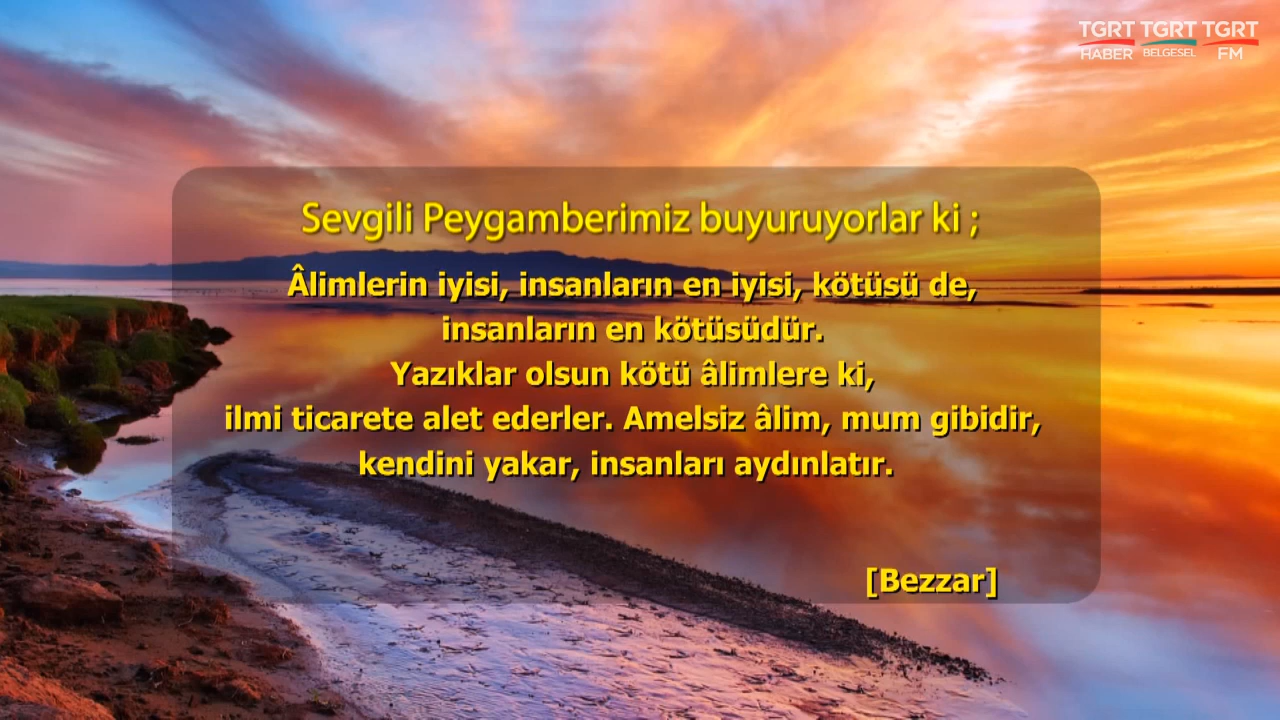 TGRT TGRT TGRT
HABER BELGESEL FM
Sevgili Peygamberimiz buyuruyorlar ki ;
Âlimlerin iyisi, insanların en iyisi, kötüsü de,
insanların en kötüsüdür.
Yazıklar olsun kötü âlimlere ki,
ilmi ticarete alet ederler. Amelsiz âlim, mum gibidir,
kendini yakar, insanları aydınlatır.
[Bezzar]